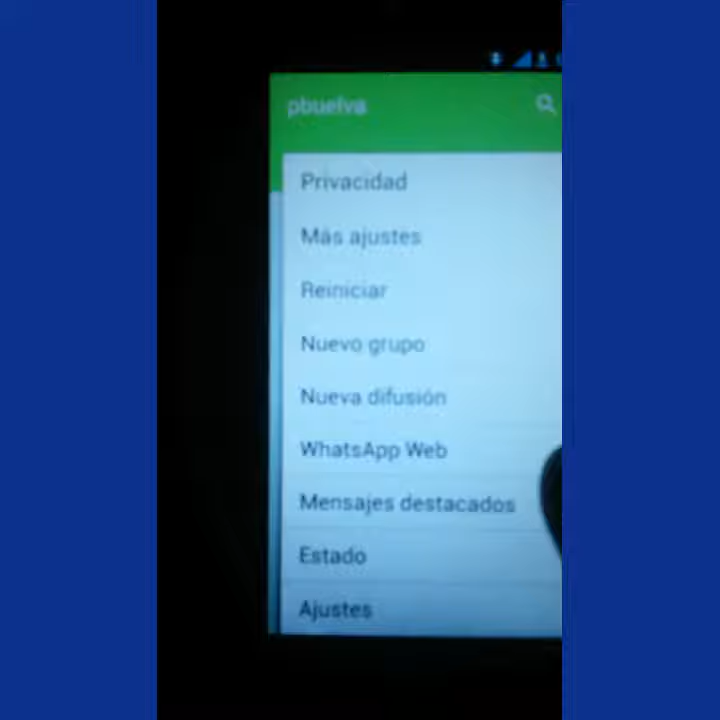 pbuelva
Privacidad
Más ajustes
Reiniciar
Nuevo grupo
Nueva difusión
WhatsApp Web
Mensajes destacados
Estado
Ajustes